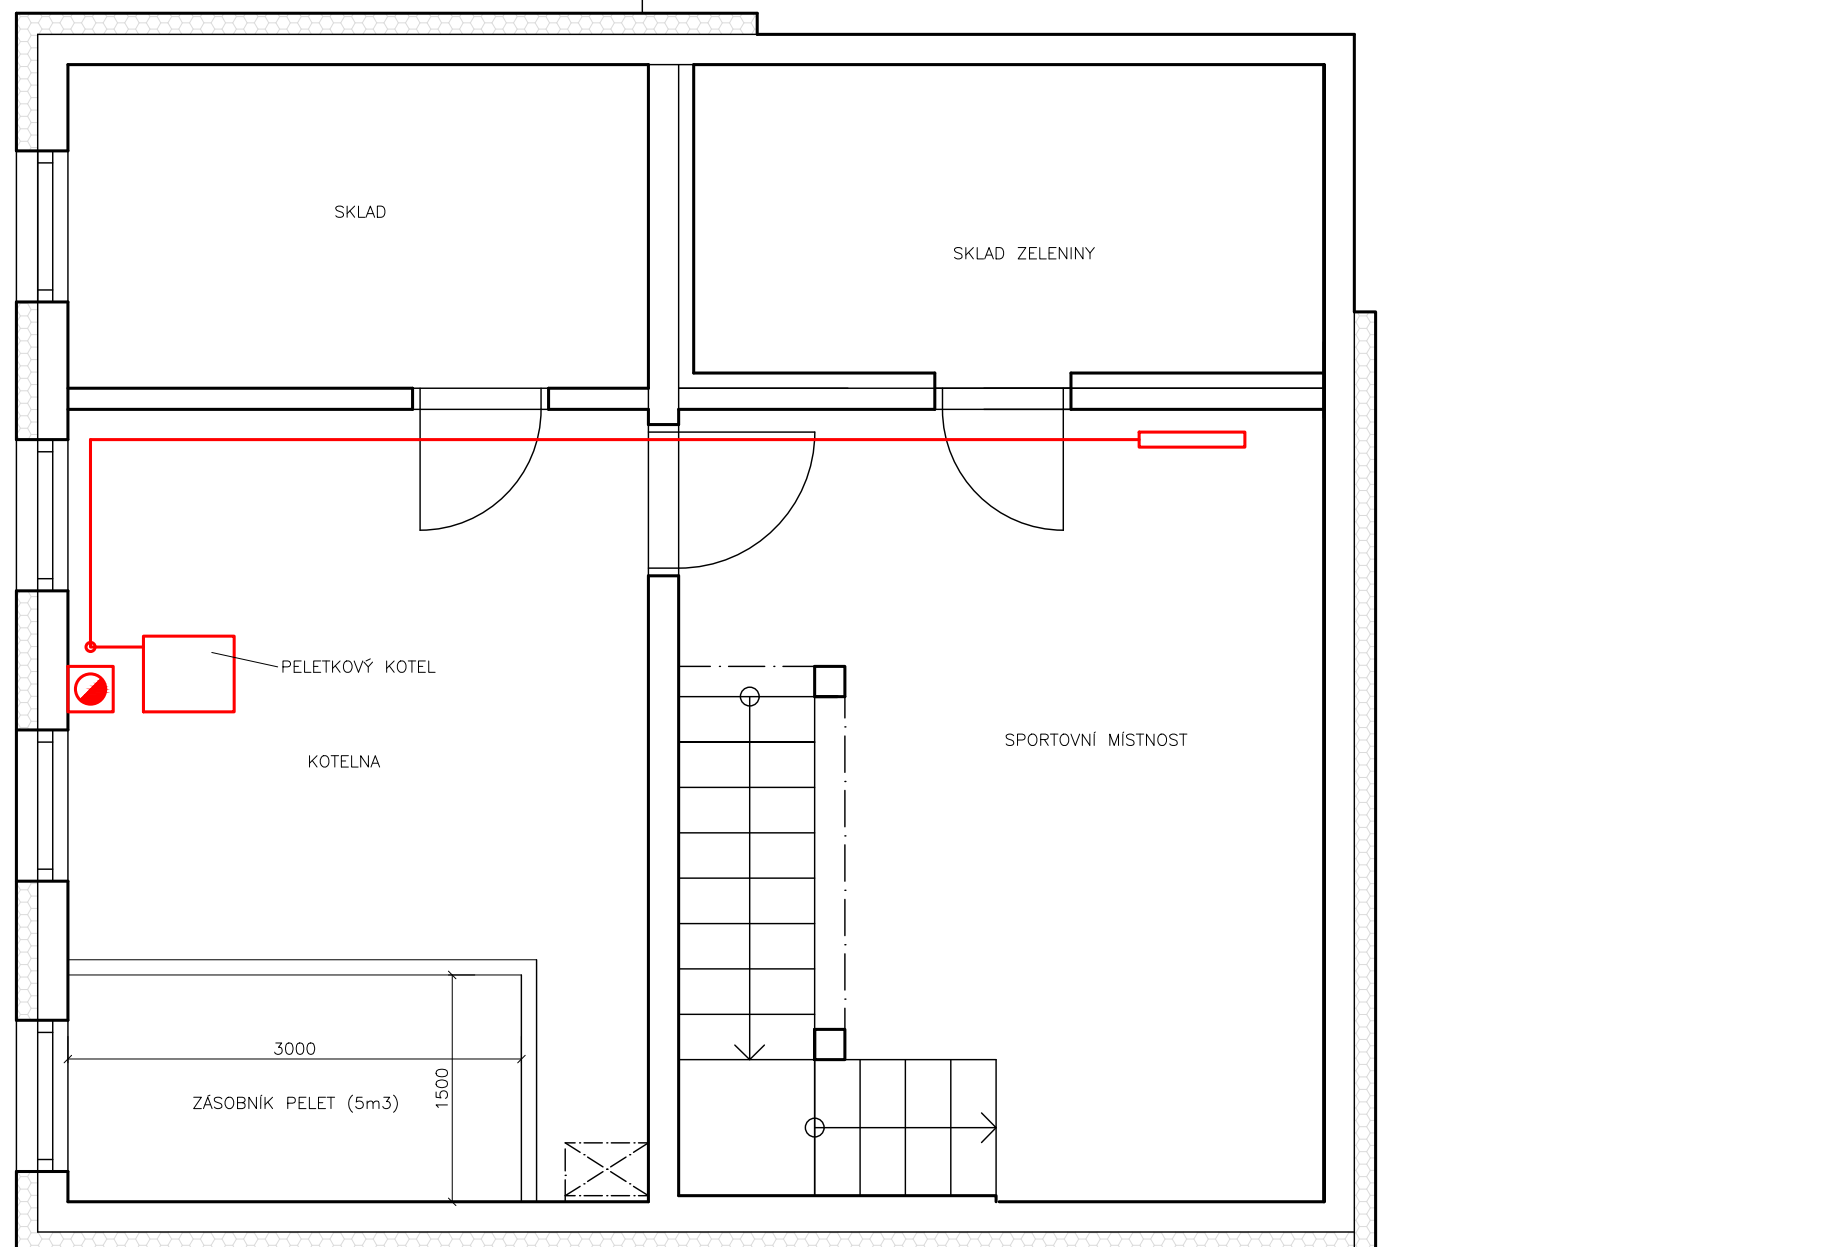 SKLAD
SKLAD ZELENINY
PELETKOVÝ KOTEL
SPORTOVNÍ MÍSTNOST
KOTELNA
3000
1500
ZÁSOBNÍK PELET (5m3)